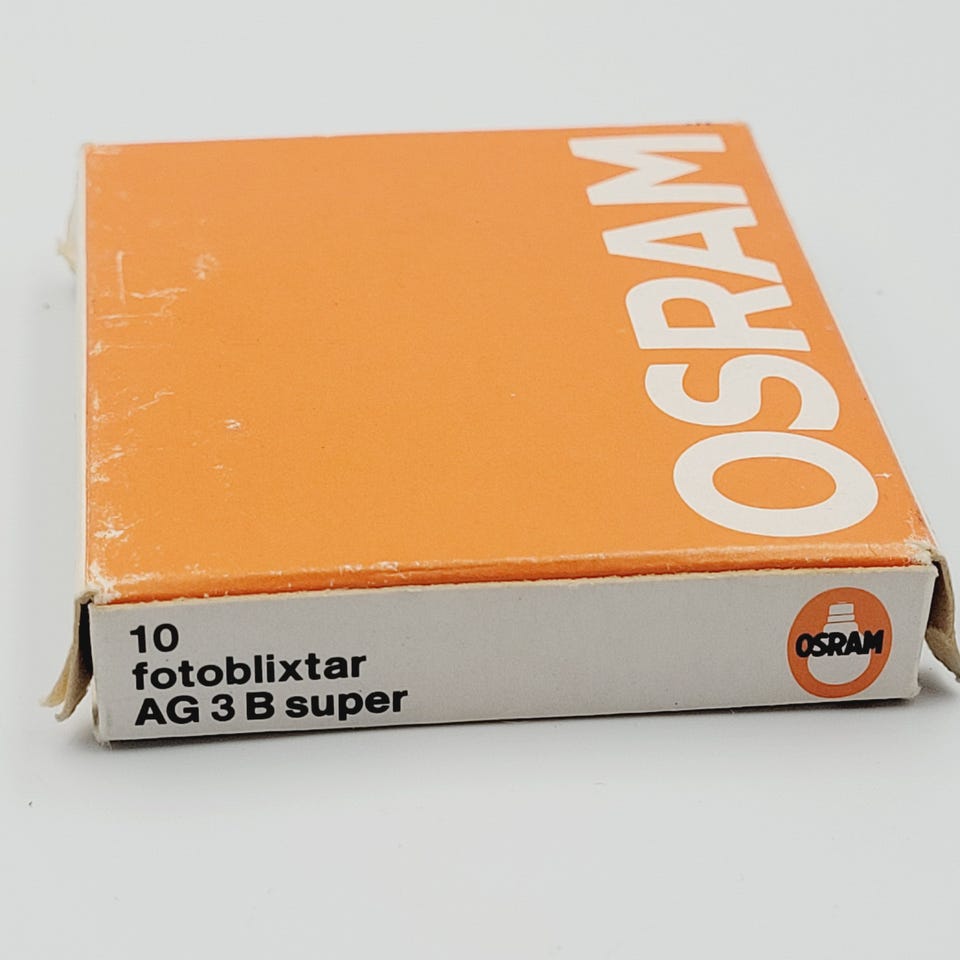 OSRAM
10
fotoblixtar
AG 3 B super
OSRAM